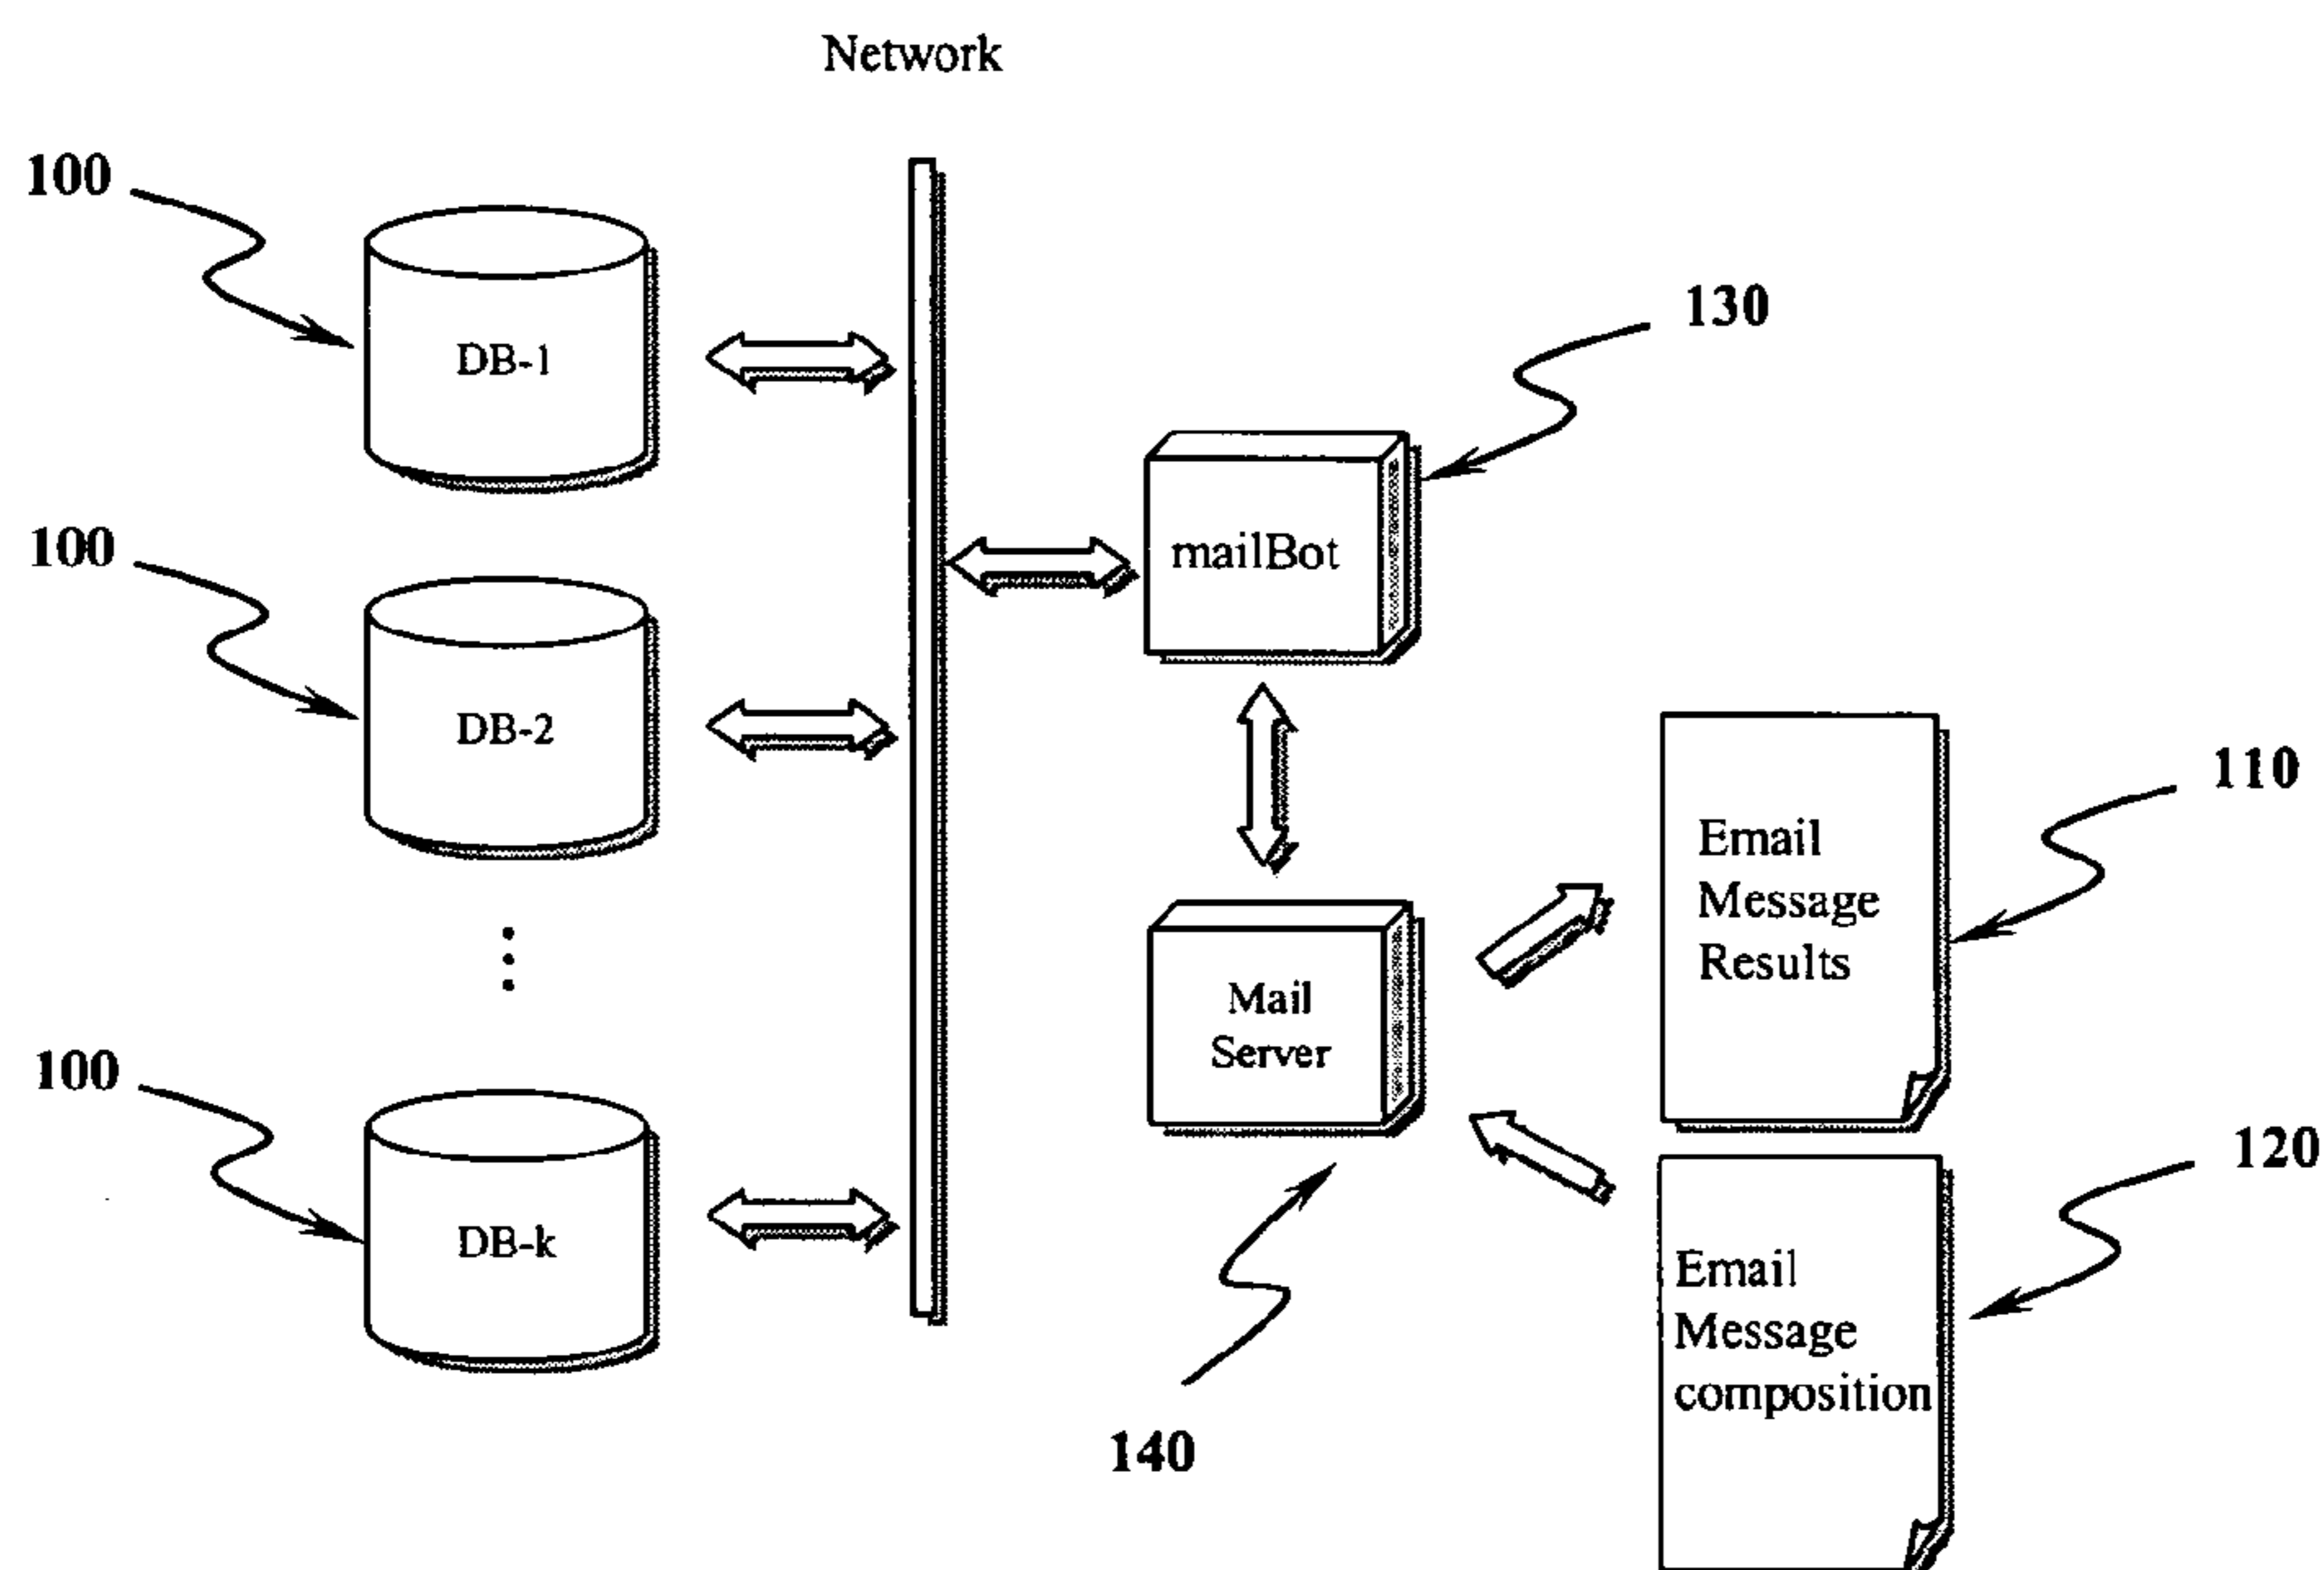 Network
100
DB-1
130
mailBot
100
DB-2
110
Email
Message
Results
Mail
Server
100
DB-k
120
Email
Message
composition
140